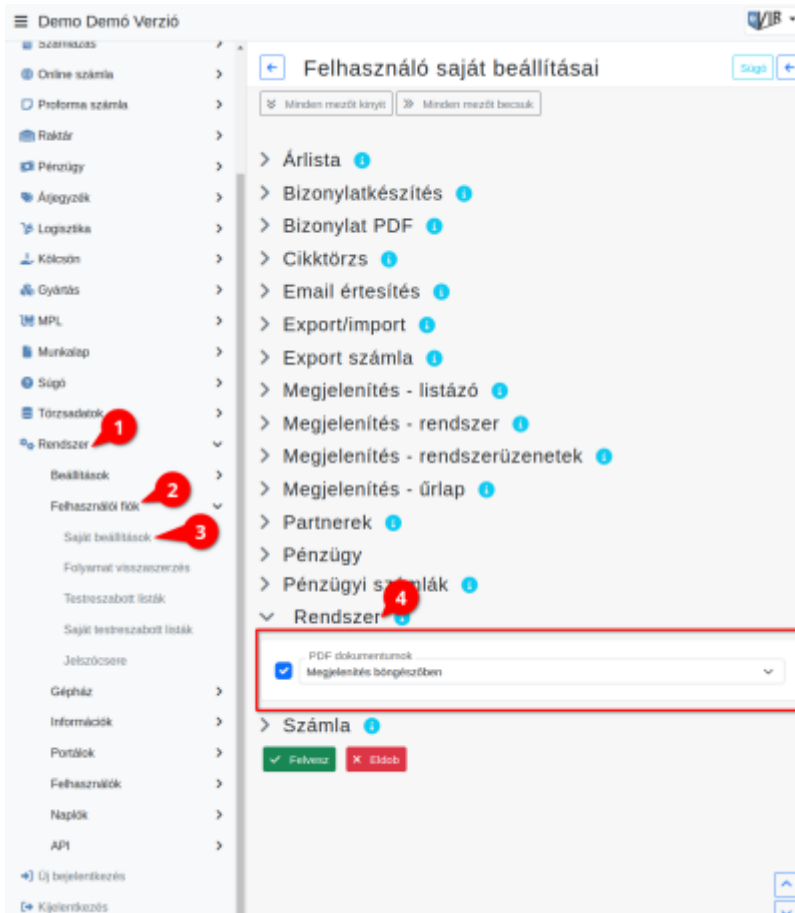 Demo Demó Verzió
VIR
Számlázás
Online számla
Proforma számla
Raktár
Pénzügy
Árjegyzék
Logisztika
Kölcsön
Gyártás
MPL
Munkalap
Súgó
Törzsadatok
1
Rendszer
Beállítások
2
Felhasználói fiók
Saját beállítások
3
Folyamat visszaszerzés
Testreszabott listák
Saját testreszabott listák
Jelszócsere
Gépház
Információk
Portálok
Felhasználók
Naplók
API
Új bejelentkezés
Kijelentkezés
Felhasználó saját beállításai
Súgó
Minden mezőt kinyit
Minden mezőt becsuk
Árlista
Bizonylatkészítés
Bizonylat PDF
Cikktörzs
Email értesítés
Export/import
Export számla
Megjelenítés - listázó
Megjelenítés - rendszer
Megjelenítés - rendszerüzenetek
Megjelenítés - űrlap
Partnerek
Pénzügy
Pénzügyi számlák
4
Rendszer
PDF dokumentumok
Megjelenítés böngészőben
Számla
Felvesz
Eldob